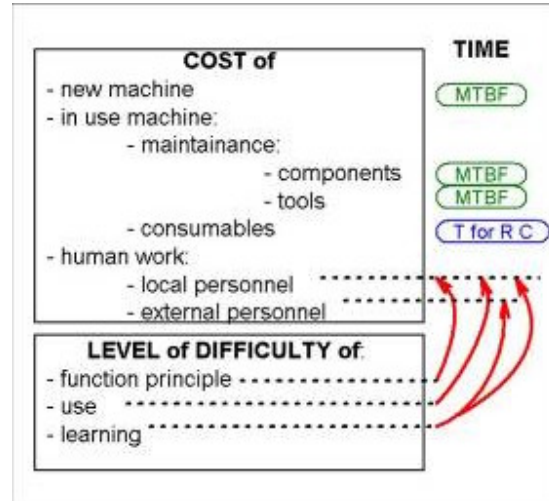 COST of
TIME
- new machine
MTBF
- in use machine:
- maintainance:
- components
MTBF
- tools
MTBF
- consumables
T for R C
- human work:
- local personnel
- external personnel
LEVEL of DIFFICULTY of:
- function principle
- use
- learning